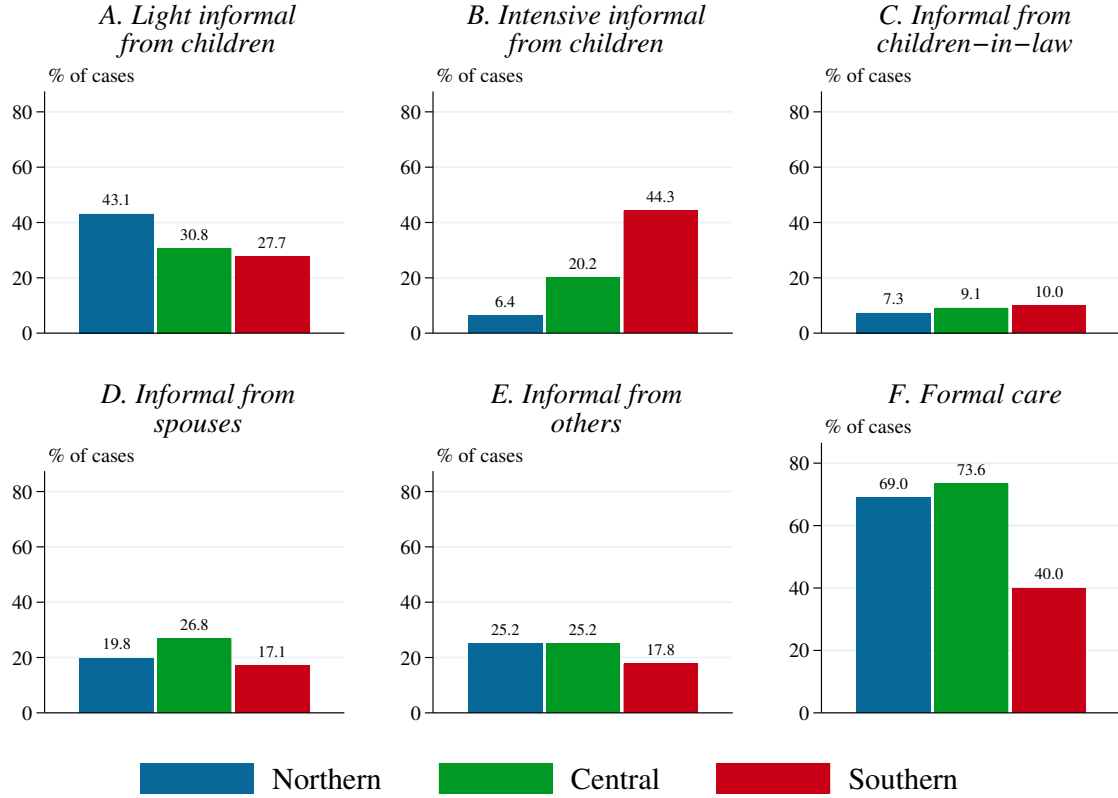 A. Light informal
from children
% of cases
80
60
40
20
0
43.1
30.8
27.7
B. Intensive informal
from children
% of cases
80
60
40
20
0
6.4
20.2
44.3
C. Informal from
children−in−law
% of cases
80
60
40
20
0
7.3
9.1
10.0
D. Informal from
spouses
% of cases
80
60
40
20
0
19.8
26.8
17.1
E. Informal from
others
% of cases
80
60
40
20
0
25.2
25.2
17.8
F. Formal care
% of cases
80
60
40
20
0
69.0
73.6
40.0
Northern
Central
Southern